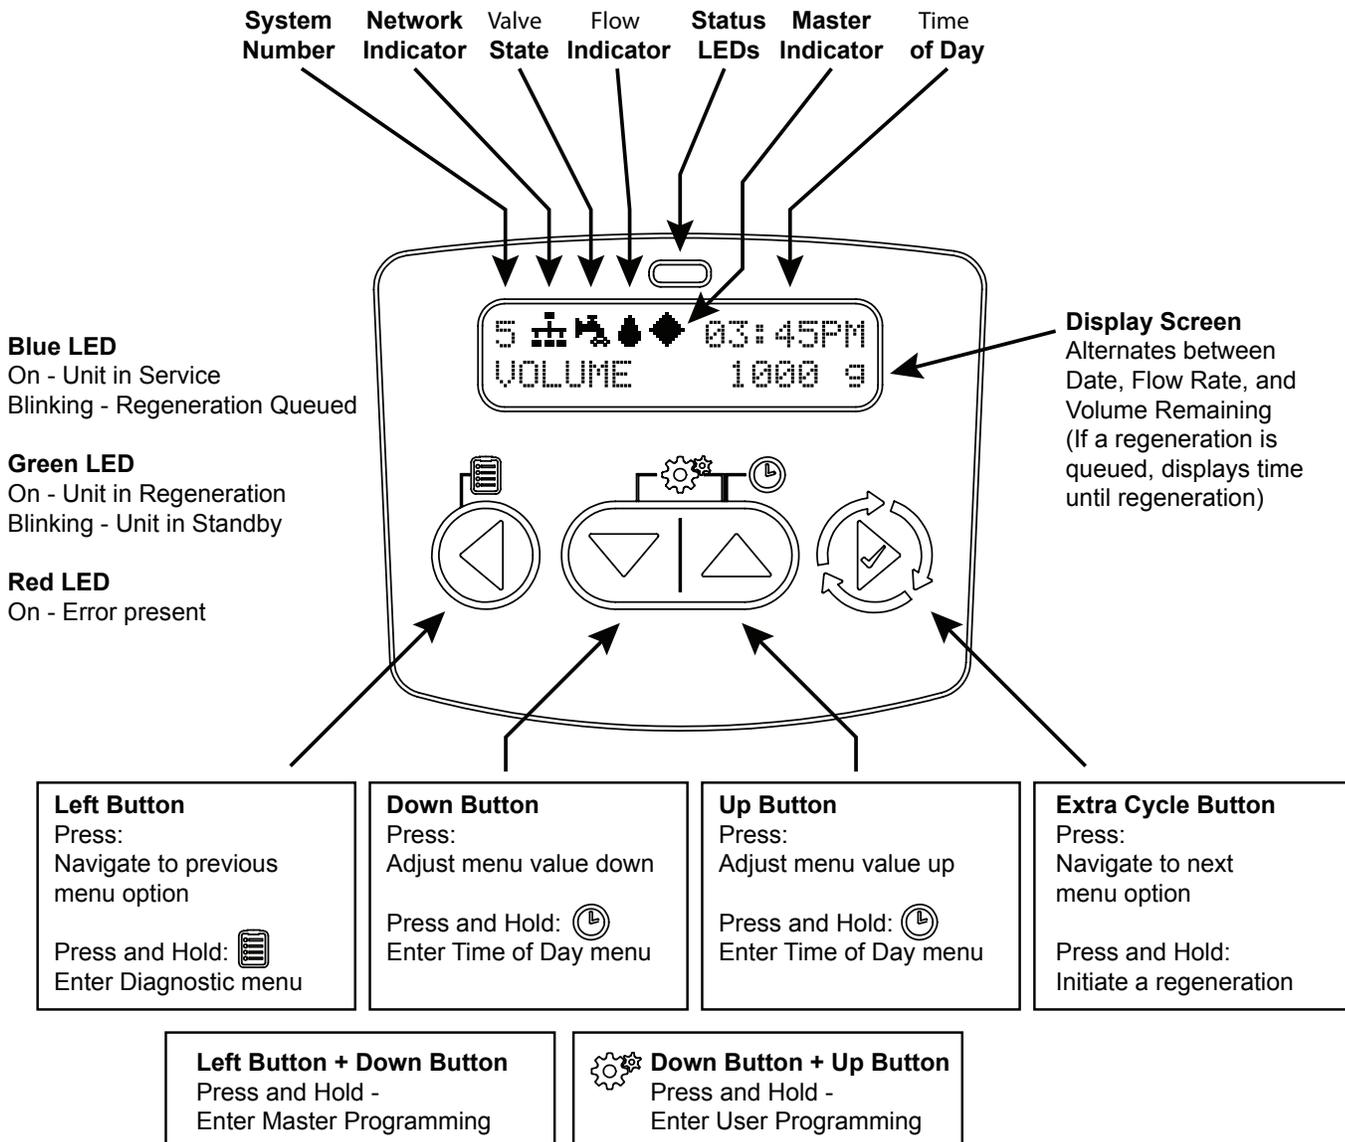 System Number
Network Indicator
Valve State
Flow Indicator
Status LEDs
Master Indicator
Time of Day
5 03:45PM
VOLUME 1000 g
Display Screen
Alternates between
Date, Flow Rate, and
Volume Remaining
(If a regeneration is
queued, displays time
until regeneration)
Blue LED
On - Unit in Service
Blinking - Regeneration Queued
Green LED
On - Unit in Regeneration
Blinking - Unit in Standby
Red LED
On - Error present
Left Button
Press:
Navigate to previous
menu option
Press and Hold:
Enter Diagnostic menu
Down Button
Press:
Adjust menu value down
Press and Hold:
Enter Time of Day menu
Up Button
Press:
Adjust menu value up
Press and Hold:
Enter Time of Day menu
Extra Cycle Button
Press:
Navigate to next
menu option
Press and Hold:
Initiate a regeneration
Left Button + Down Button
Press and Hold -
Enter Master Programming
Down Button + Up Button
Press and Hold -
Enter User Programming